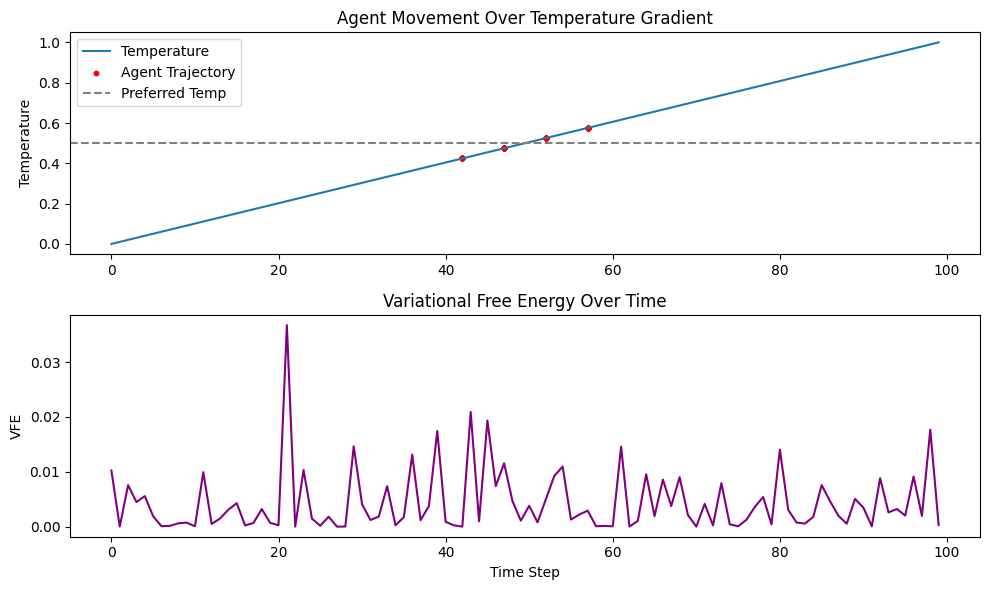 Agent Movement Over Temperature Gradient
Temperature
Agent Trajectory
Preferred Temp
Temperature
1.0
0.8
0.6
0.4
0.2
0.0
0 20 40 60 80 100
Variational Free Energy Over Time
VFE
0.03
0.02
0.01
0.00
0 20 40 60 80 100
Time Step